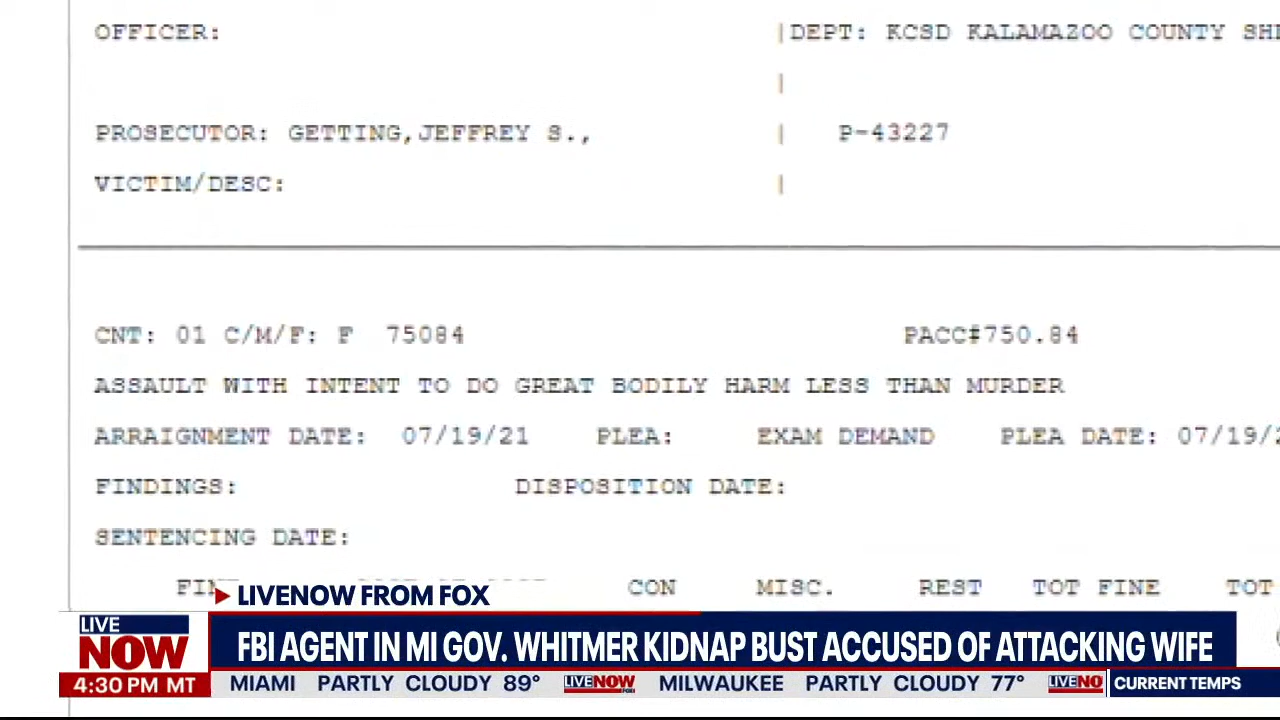 OFFICER: |DEPT: KCSD KALAMAZOO COUNTY
|
PROSECUTOR: GETTING,JEFFREY S., | P-43227
VICTIM/DESC: |
CNT: 01 C/M/F: F 75084 PACC#750.84
ASSAULT WITH INTENT TO DO GREAT BODILY HARM LESS THAN MURDER
ARRAIGNMENT DATE: 07/19/21 PLEA: EXAM DEMAND PLEA DATE: 07/19/2
FINDINGS: DISPOSITION DATE:
SENTENCING DATE:
CON MISC. REST TOT FINE TOT
LIVENOW FROM FOX
LIVE
NOW
FBI AGENT IN MI GOV. WHITMER KIDNAP BUST ACCUSED OF ATTACKING WIFE
4:30 PM MT
MIAMI PARTLY CLOUDY 89° LIVENOW FOX MILWAUKEE PARTLY CLOUDY 77° LIVENO CURRENT TEMPS